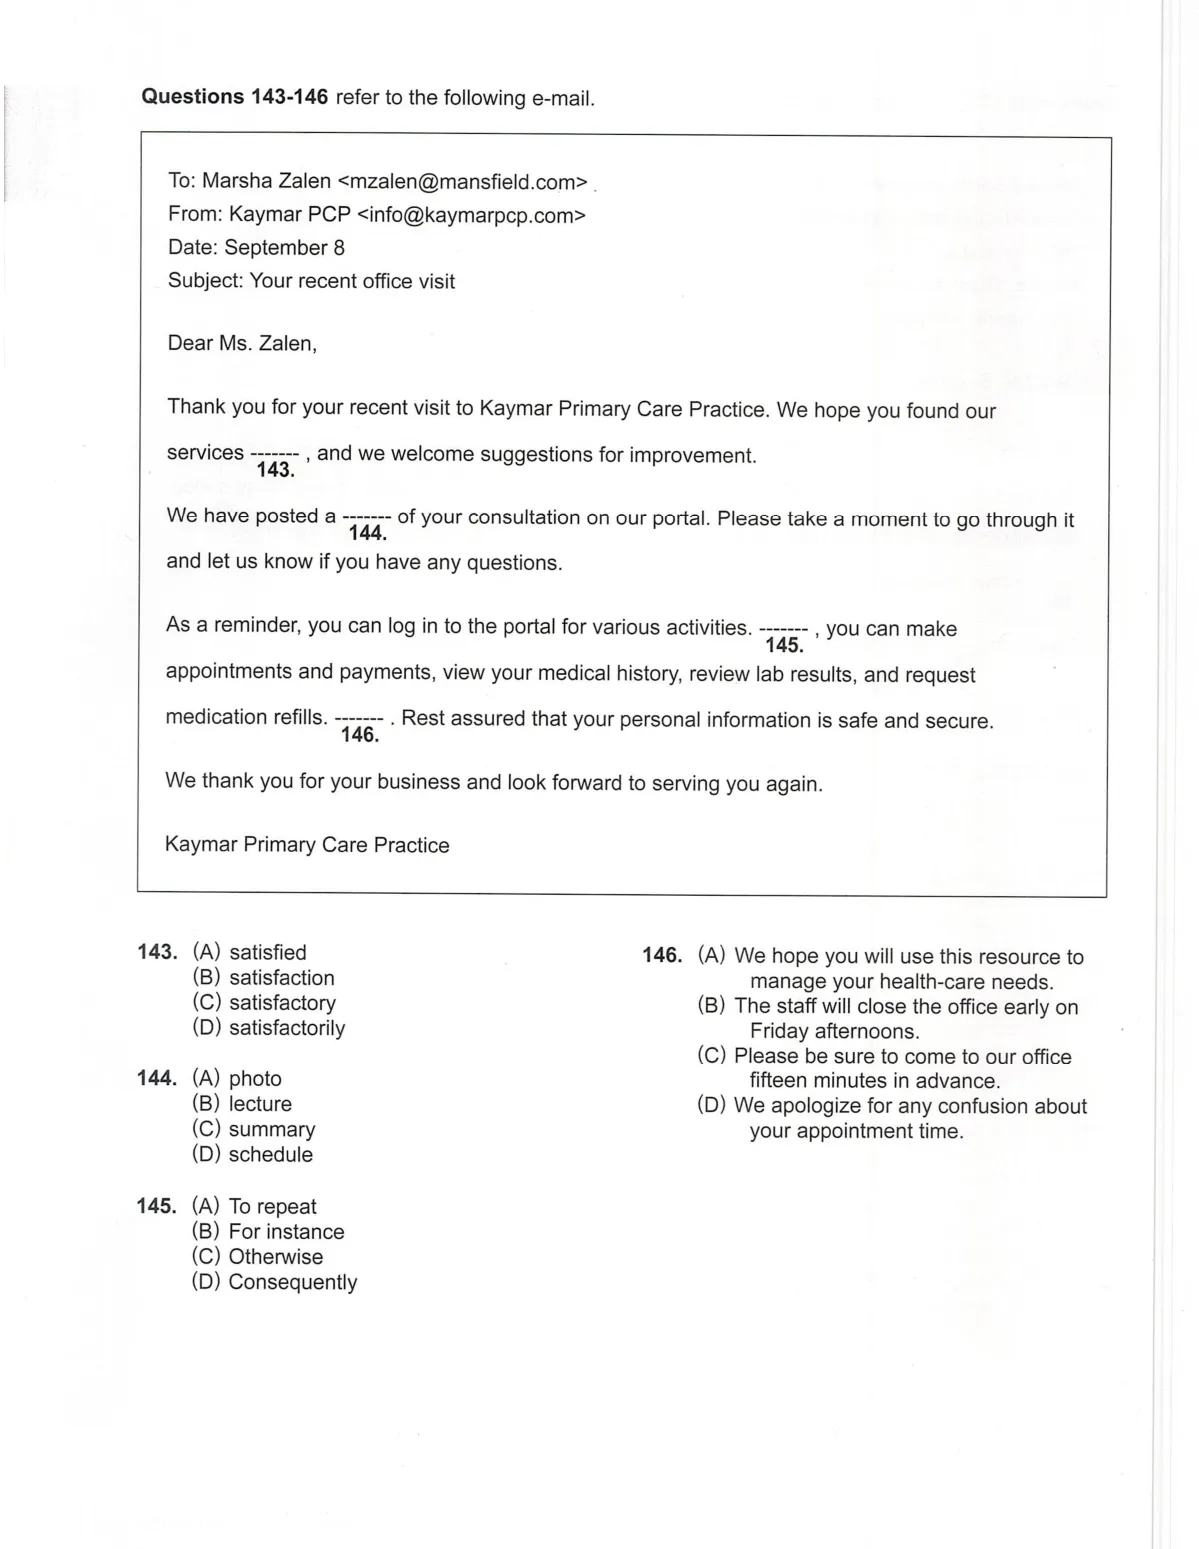 Questions 143-146 refer to the following e-mail.
To: Marsha Zalen <mzalen@mansfield.com>
From: Kaymar PCP <info@kaymarpcp.com>
Date: September 8
Subject: Your recent office visit
Dear Ms. Zalen,
Thank you for your recent visit to Kaymar Primary Care Practice. We hope you found our
services ------- , and we welcome suggestions for improvement.
143.
We have posted a ------- of your consultation on our portal. Please take a moment to go through it
144.
and let us know if you have any questions.
As a reminder, you can log in to the portal for various activities. ------- , you can make
145.
appointments and payments, view your medical history, review lab results, and request
medication refills. ------- . Rest assured that your personal information is safe and secure.
146.
We thank you for your business and look forward to serving you again.
Kaymar Primary Care Practice
143. (A) satisfied
(B) satisfaction
(C) satisfactory
(D) satisfactorily
144. (A) photo
(B) lecture
(C) summary
(D) schedule
145. (A) To repeat
(B) For instance
(C) Otherwise
(D) Consequently
146. (A) We hope you will use this resource to
manage your health-care needs.
(B) The staff will close the office early on
Friday afternoons.
(C) Please be sure to come to our office
fifteen minutes in advance.
(D) We apologize for any confusion about
your appointment time.